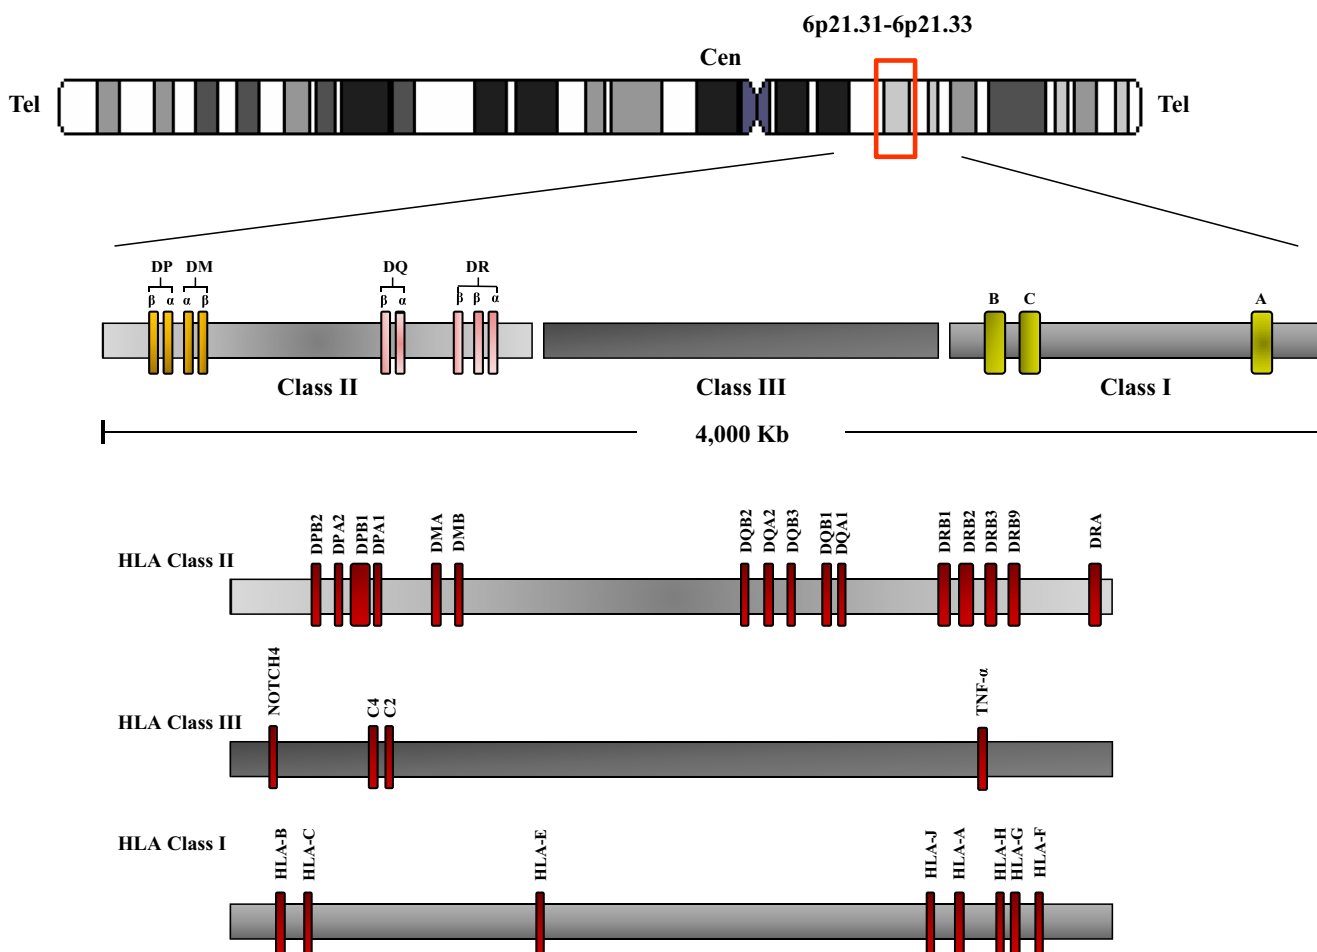 6p21.31-6p21.33
Cen
Tel
Tel
DP DM DQ DR
β α α β β α β β α B C A
Class II Class III Class I
4,000 Kb
DPB2 DPA2 DPB1 DPA1 DMA DMB DQB2 DQA2 DQB3 DQB1 DQA1 DRB1 DRB2 DRB3 DRB9 DRA
HLA Class II
NOTCH4 C4 C2 TNF-α
HLA Class III
HLA-B HLA-C HLA-E HLA-J HLA-A HLA-H HLA-G HLA-F
HLA Class I